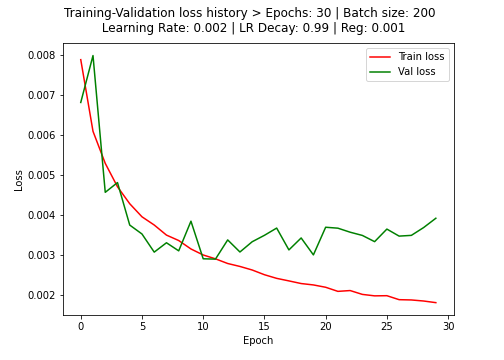 Training-Validation loss history > Epochs: 30 | Batch size: 200
Learning Rate: 0.002 | LR Decay: 0.99 | Reg: 0.001
Train loss
Val loss
0.008
0.007
0.006
0.005
0.004
0.003
0.002
Loss
0 5 10 15 20 25 30
Epoch